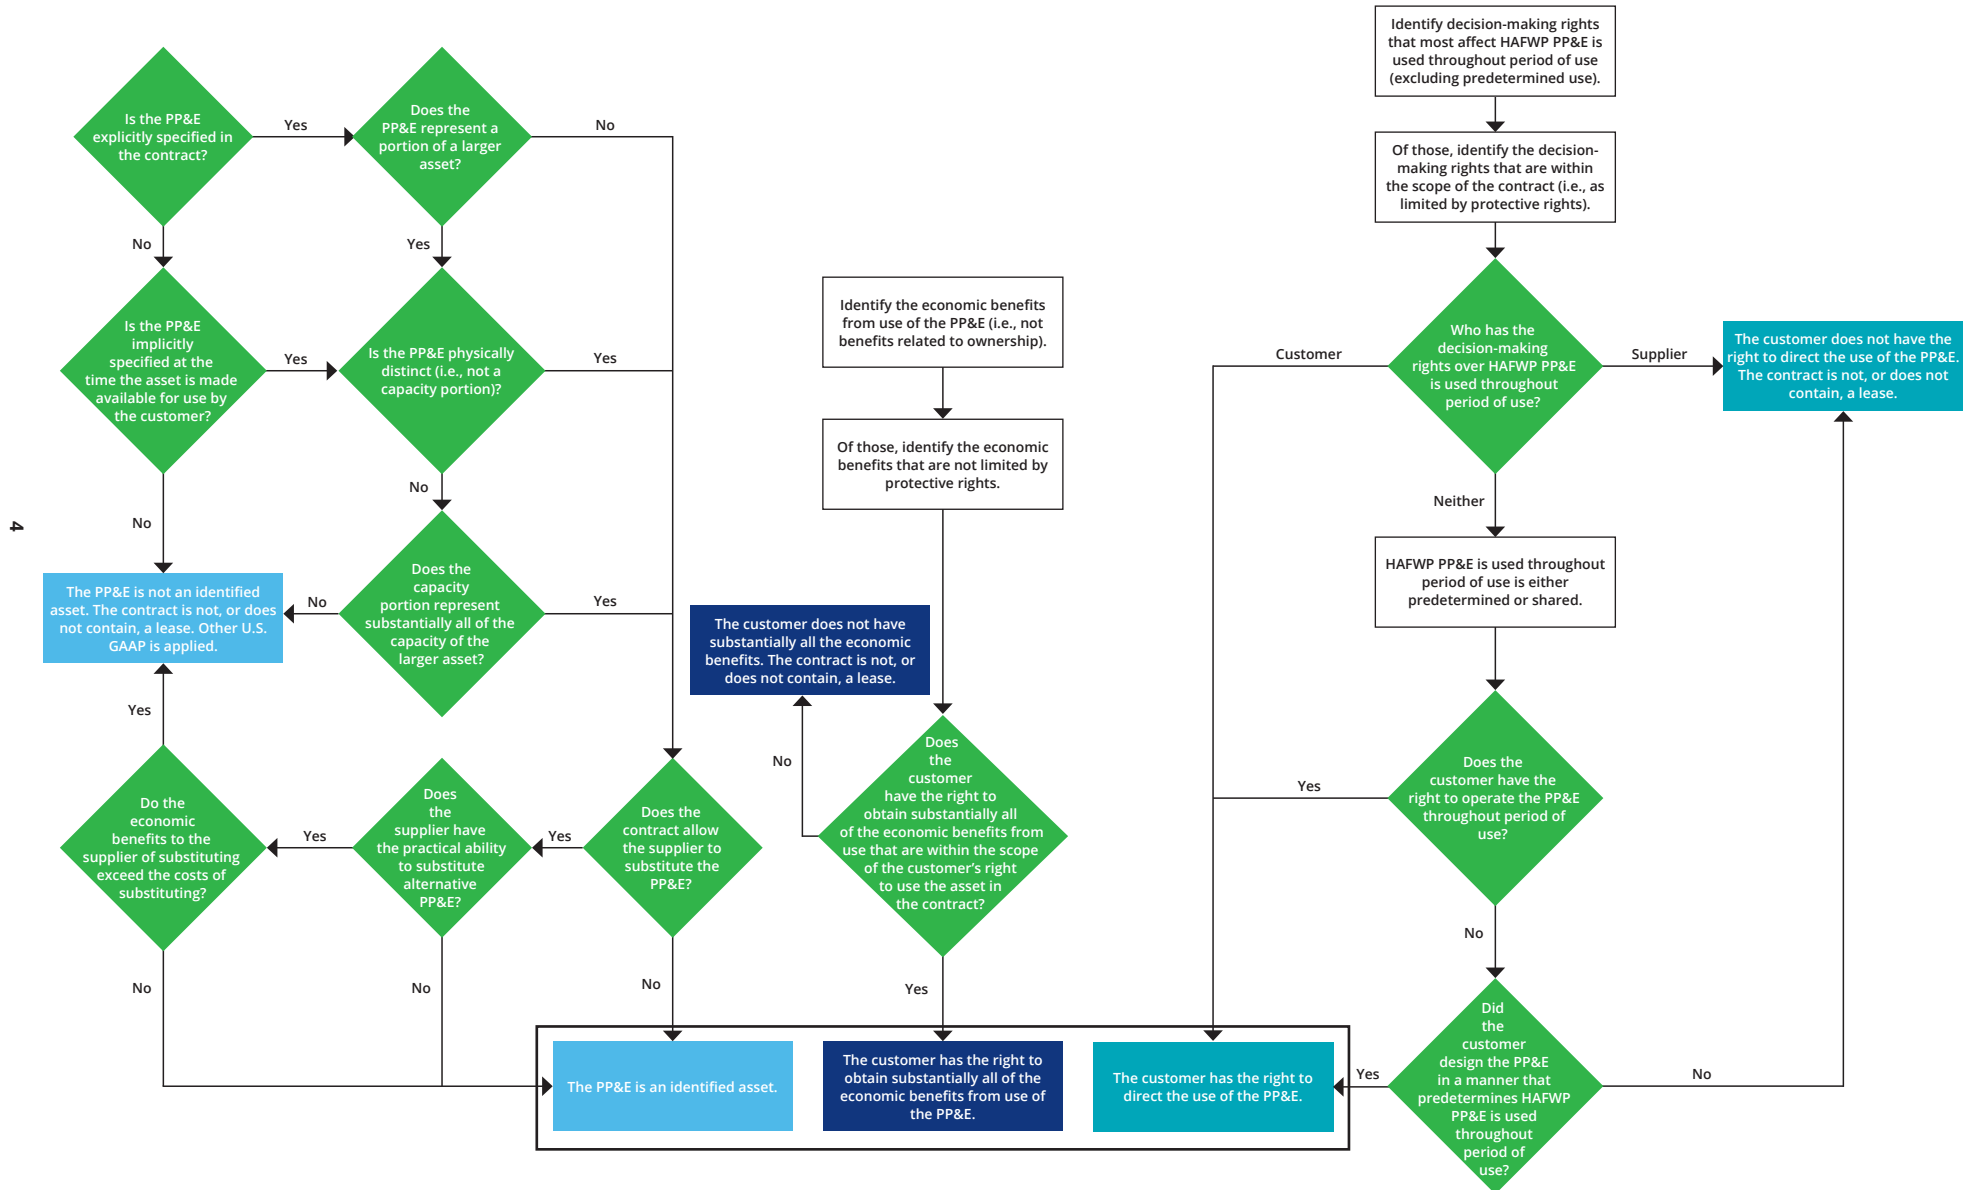 Is the PP&E
explicitly specified in
the contract?
Yes
Does the
PP&E represent a
portion of a larger
asset?
No
No
Yes
Is the PP&E
implicitly
specified at the
time the asset is made
available for use by
the customer?
Yes
Is the PP&E physically
distinct (i.e., not a
capacity portion)?
Yes
No
No
4
The PP&E is not an identified
asset. The contract is not, or does
not contain, a lease. Other U.S.
GAAP is applied.
No
Does the
capacity
portion represent
substantially all of the
capacity of the
larger asset?
Yes
Yes
Do the
economic
benefits to the
supplier of substituting
exceed the costs of
substituting?
Yes
Does
the
supplier have
the practical ability
to substitute
alternative
PP&E?
Yes
Does the
contract allow
the supplier to
substitute the
PP&E?
No
No
No
The PP&E is an identified asset.
Identify the economic benefits
from use of the PP&E (i.e., not
benefits related to ownership).
Of those, identify the economic
benefits that are not limited by
protective rights.
The customer does not have
substantially all the economic
benefits. The contract is not, or
does not contain, a lease.
No
Does
the
customer
have the right to
obtain substantially all
of the economic benefits from
use that are within the scope
of the customer's right
to use the asset in
the contract?
Yes
The customer has the right to
obtain substantially all of the
economic benefits from use of
the PP&E.
Identify decision-making rights
that most affect HAFWP PP&E is
used throughout period of use
(excluding predetermined use).
Of those, identify the decision-
making rights that are within
the scope of the contract (i.e., as
limited by protective rights).
Customer
Who has the
decision-making
rights over HAFWP PP&E
is used throughout
period of use?
Supplier
The customer does not have the
right to direct the use of the PP&E.
The contract is not, or does not
contain, a lease.
Neither
HAFWP PP&E is used throughout
period of use is either
predetermined or shared.
Yes
Does the
customer have the
right to operate the PP&E
throughout period of
use?
No
The customer has the right to
direct the use of the PP&E.
Yes
Did
the
customer
design the PP&E
in a manner that
predetermines HAFWP
PP&E is used
throughout
period of
use?
No